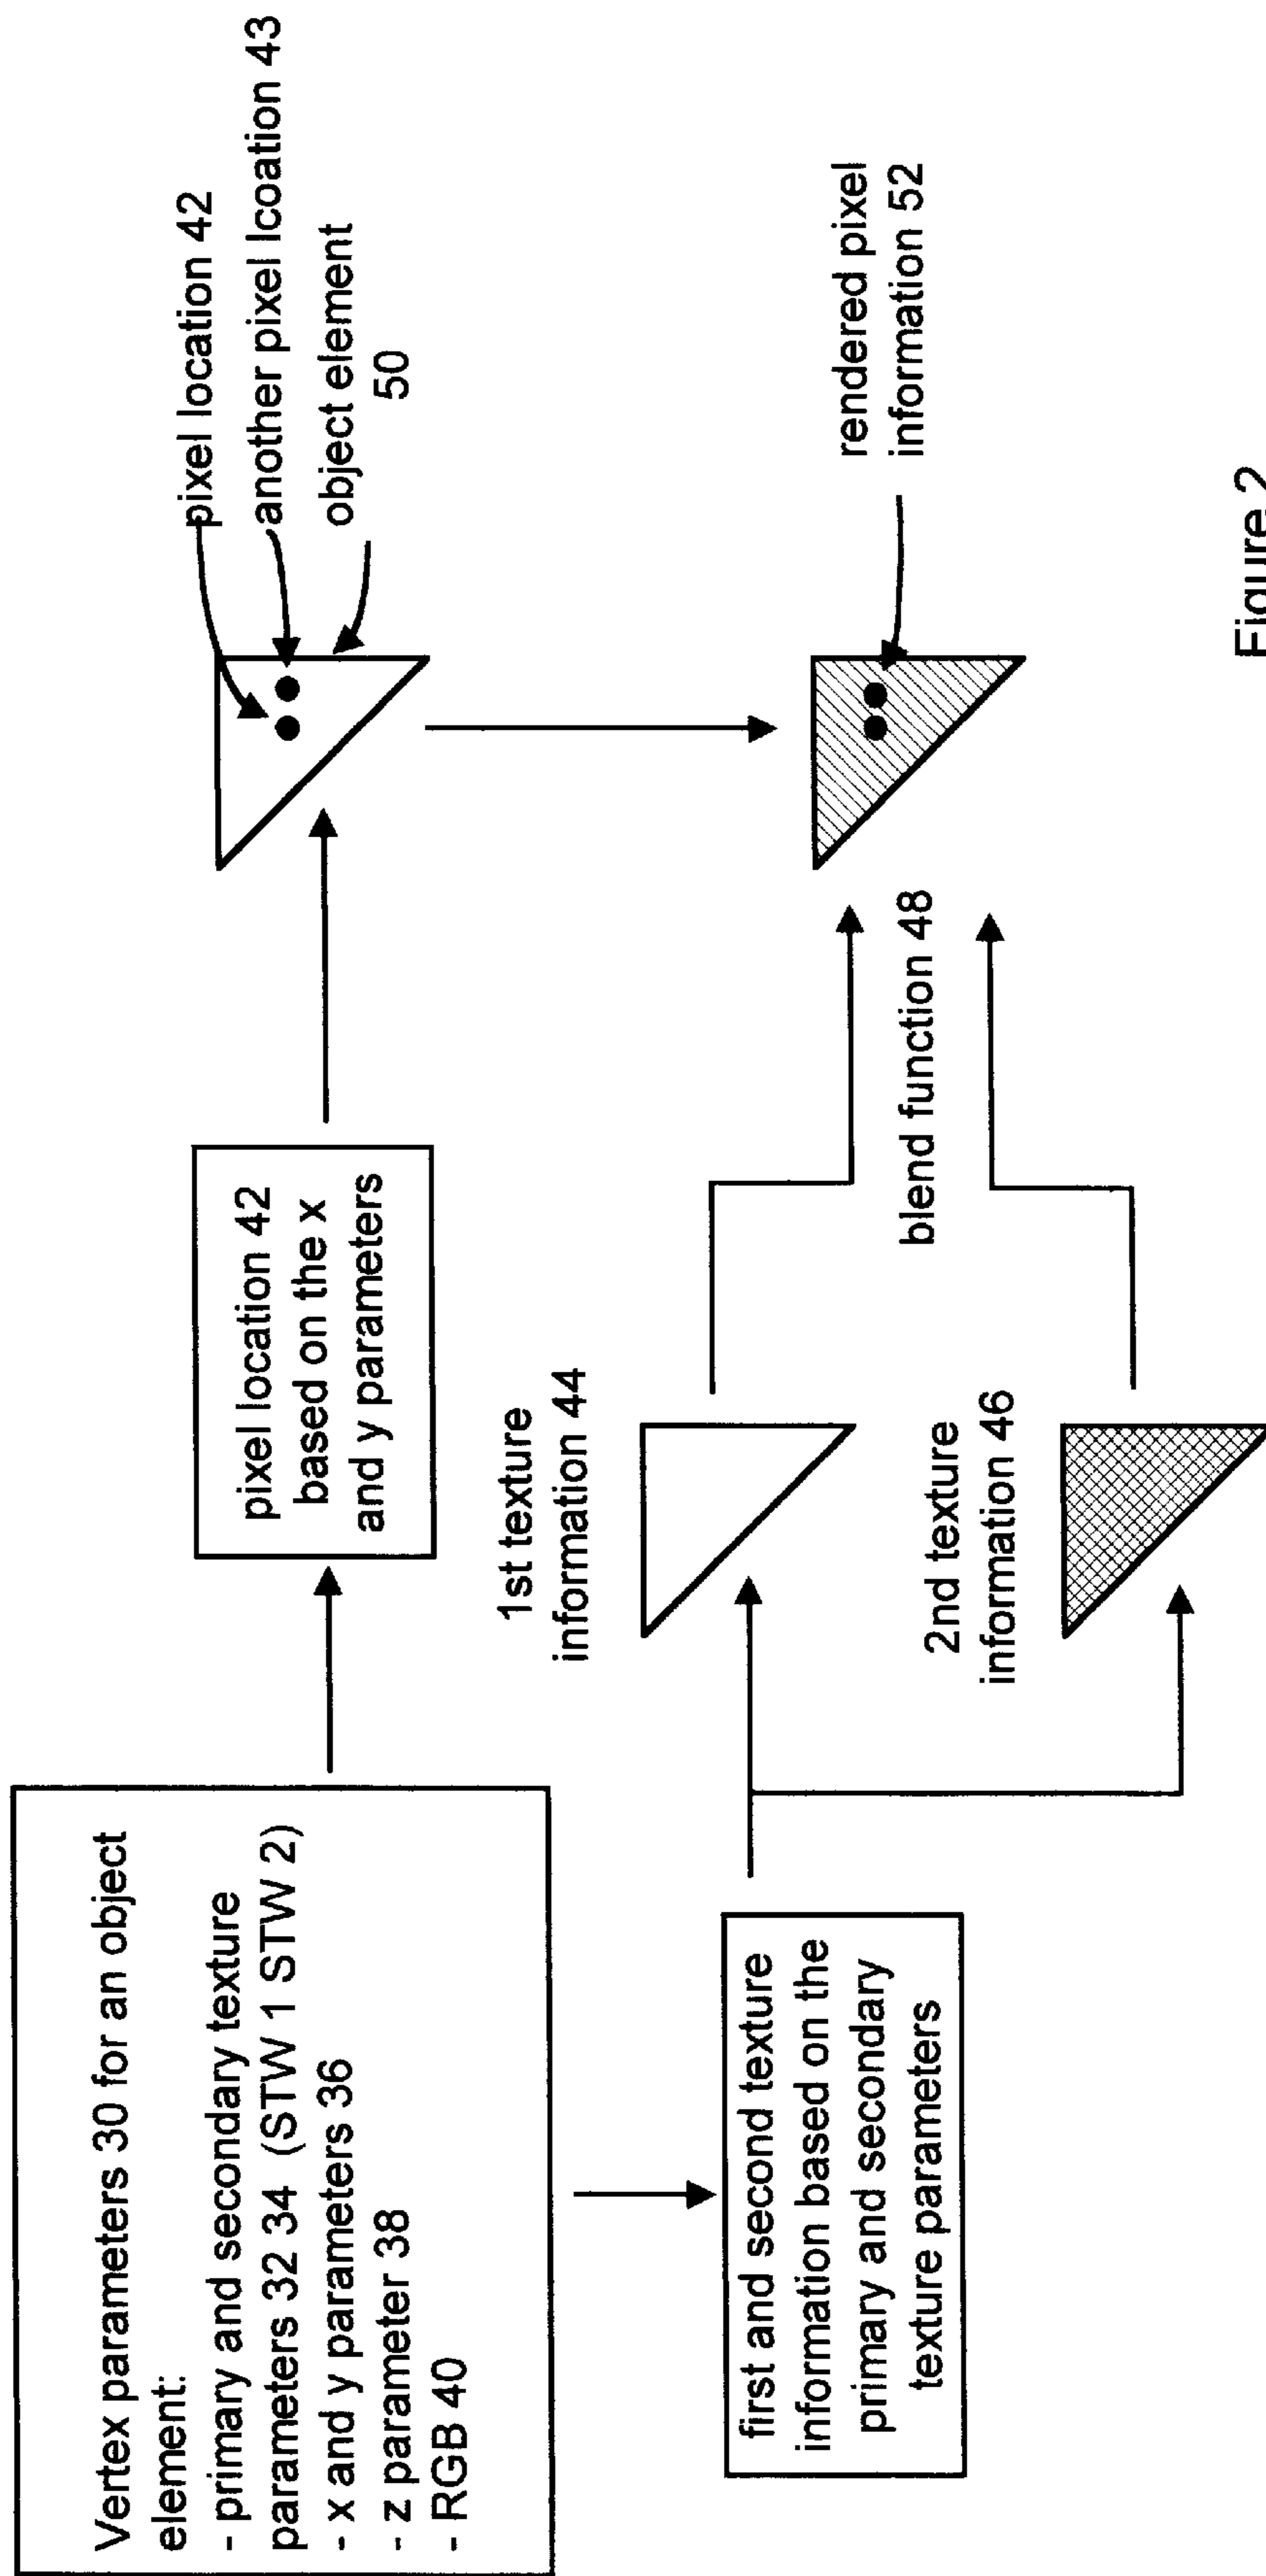 Vertex parameters 30 for an object
element:
- primary and secondary texture
parameters 32 34 (STW 1 STW 2)
- x and y parameters 36
- z parameter 38
- RGB 40
pixel location 42
based on the x
and y parameters
pixel location 42
another pixel lcoation 43
object element
50
first and second texture
information based on the
primary and secondary
texture parameters
1st texture
information 44
2nd texture
information 46
blend function 48
rendered pixel
information 52
Figure 2